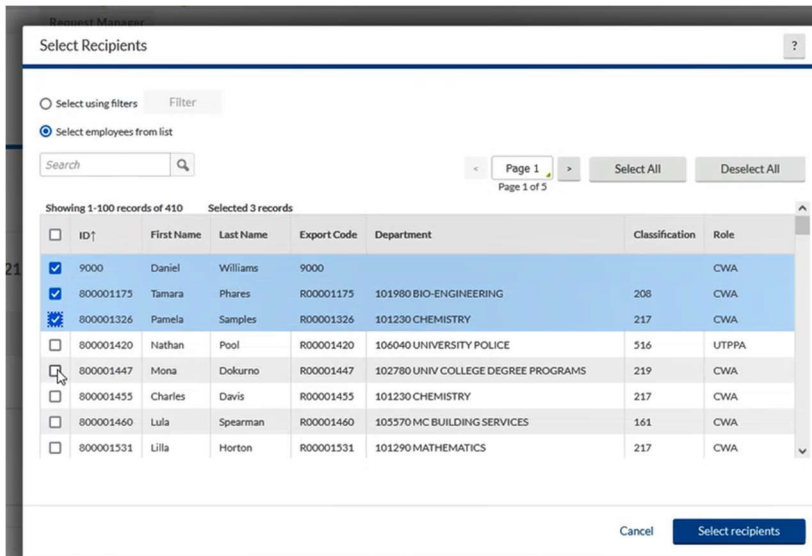 Request Manager
Select Recipients
?
Select using filters Filter
Select employees from list
Search < Page 1 > Select All Deselect All
Page 1 of 5
Showing 1-100 records of 410 Selected 3 records
ID↑ First Name Last Name Export Code Department Classification Role
9000 Daniel Williams 9000 CWA
800001175 Tamara Phares R00001175 101980 BIO-ENGINEERING 208 CWA
800001326 Pamela Samples R00001326 101230 CHEMISTRY 217 CWA
800001420 Nathan Pool R00001420 106040 UNIVERSITY POLICE 516 UTPPA
800001447 Mona Dokurno R00001447 102780 UNIV COLLEGE DEGREE PROGRAMS 219 CWA
800001455 Charles Davis R00001455 101230 CHEMISTRY 217 CWA
800001460 Lula Spearman R00001460 105570 MC BUILDING SERVICES 161 CWA
800001531 Lilla Horton R00001531 101290 MATHEMATICS 217 CWA
Cancel Select recipients